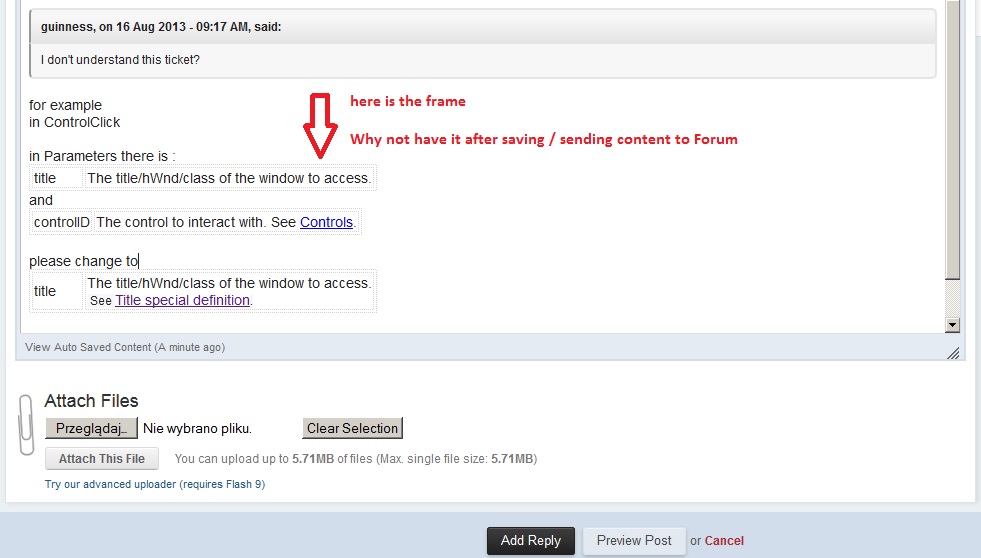 guinness, on 16 Aug 2013 - 09:17 AM, said:
I don't understand this ticket?
for example
in ControlClick
here is the frame
Why not have it after saving / sending content to Forum
in Parameters there is :
title The title/hWnd/class of the window to access.
and
controlID The control to interact with. See Controls.
please change to
title The title/hWnd/class of the window to access.
See Title special definition.
View Auto Saved Content (A minute ago)
Attach Files
Przeglądaj... Nie wybrano pliku. Clear Selection
Attach This File You can upload up to 5.71MB of files (Max. single file size: 5.71MB)
Try our advanced uploader (requires Flash 9)
Add Reply Preview Post or Cancel